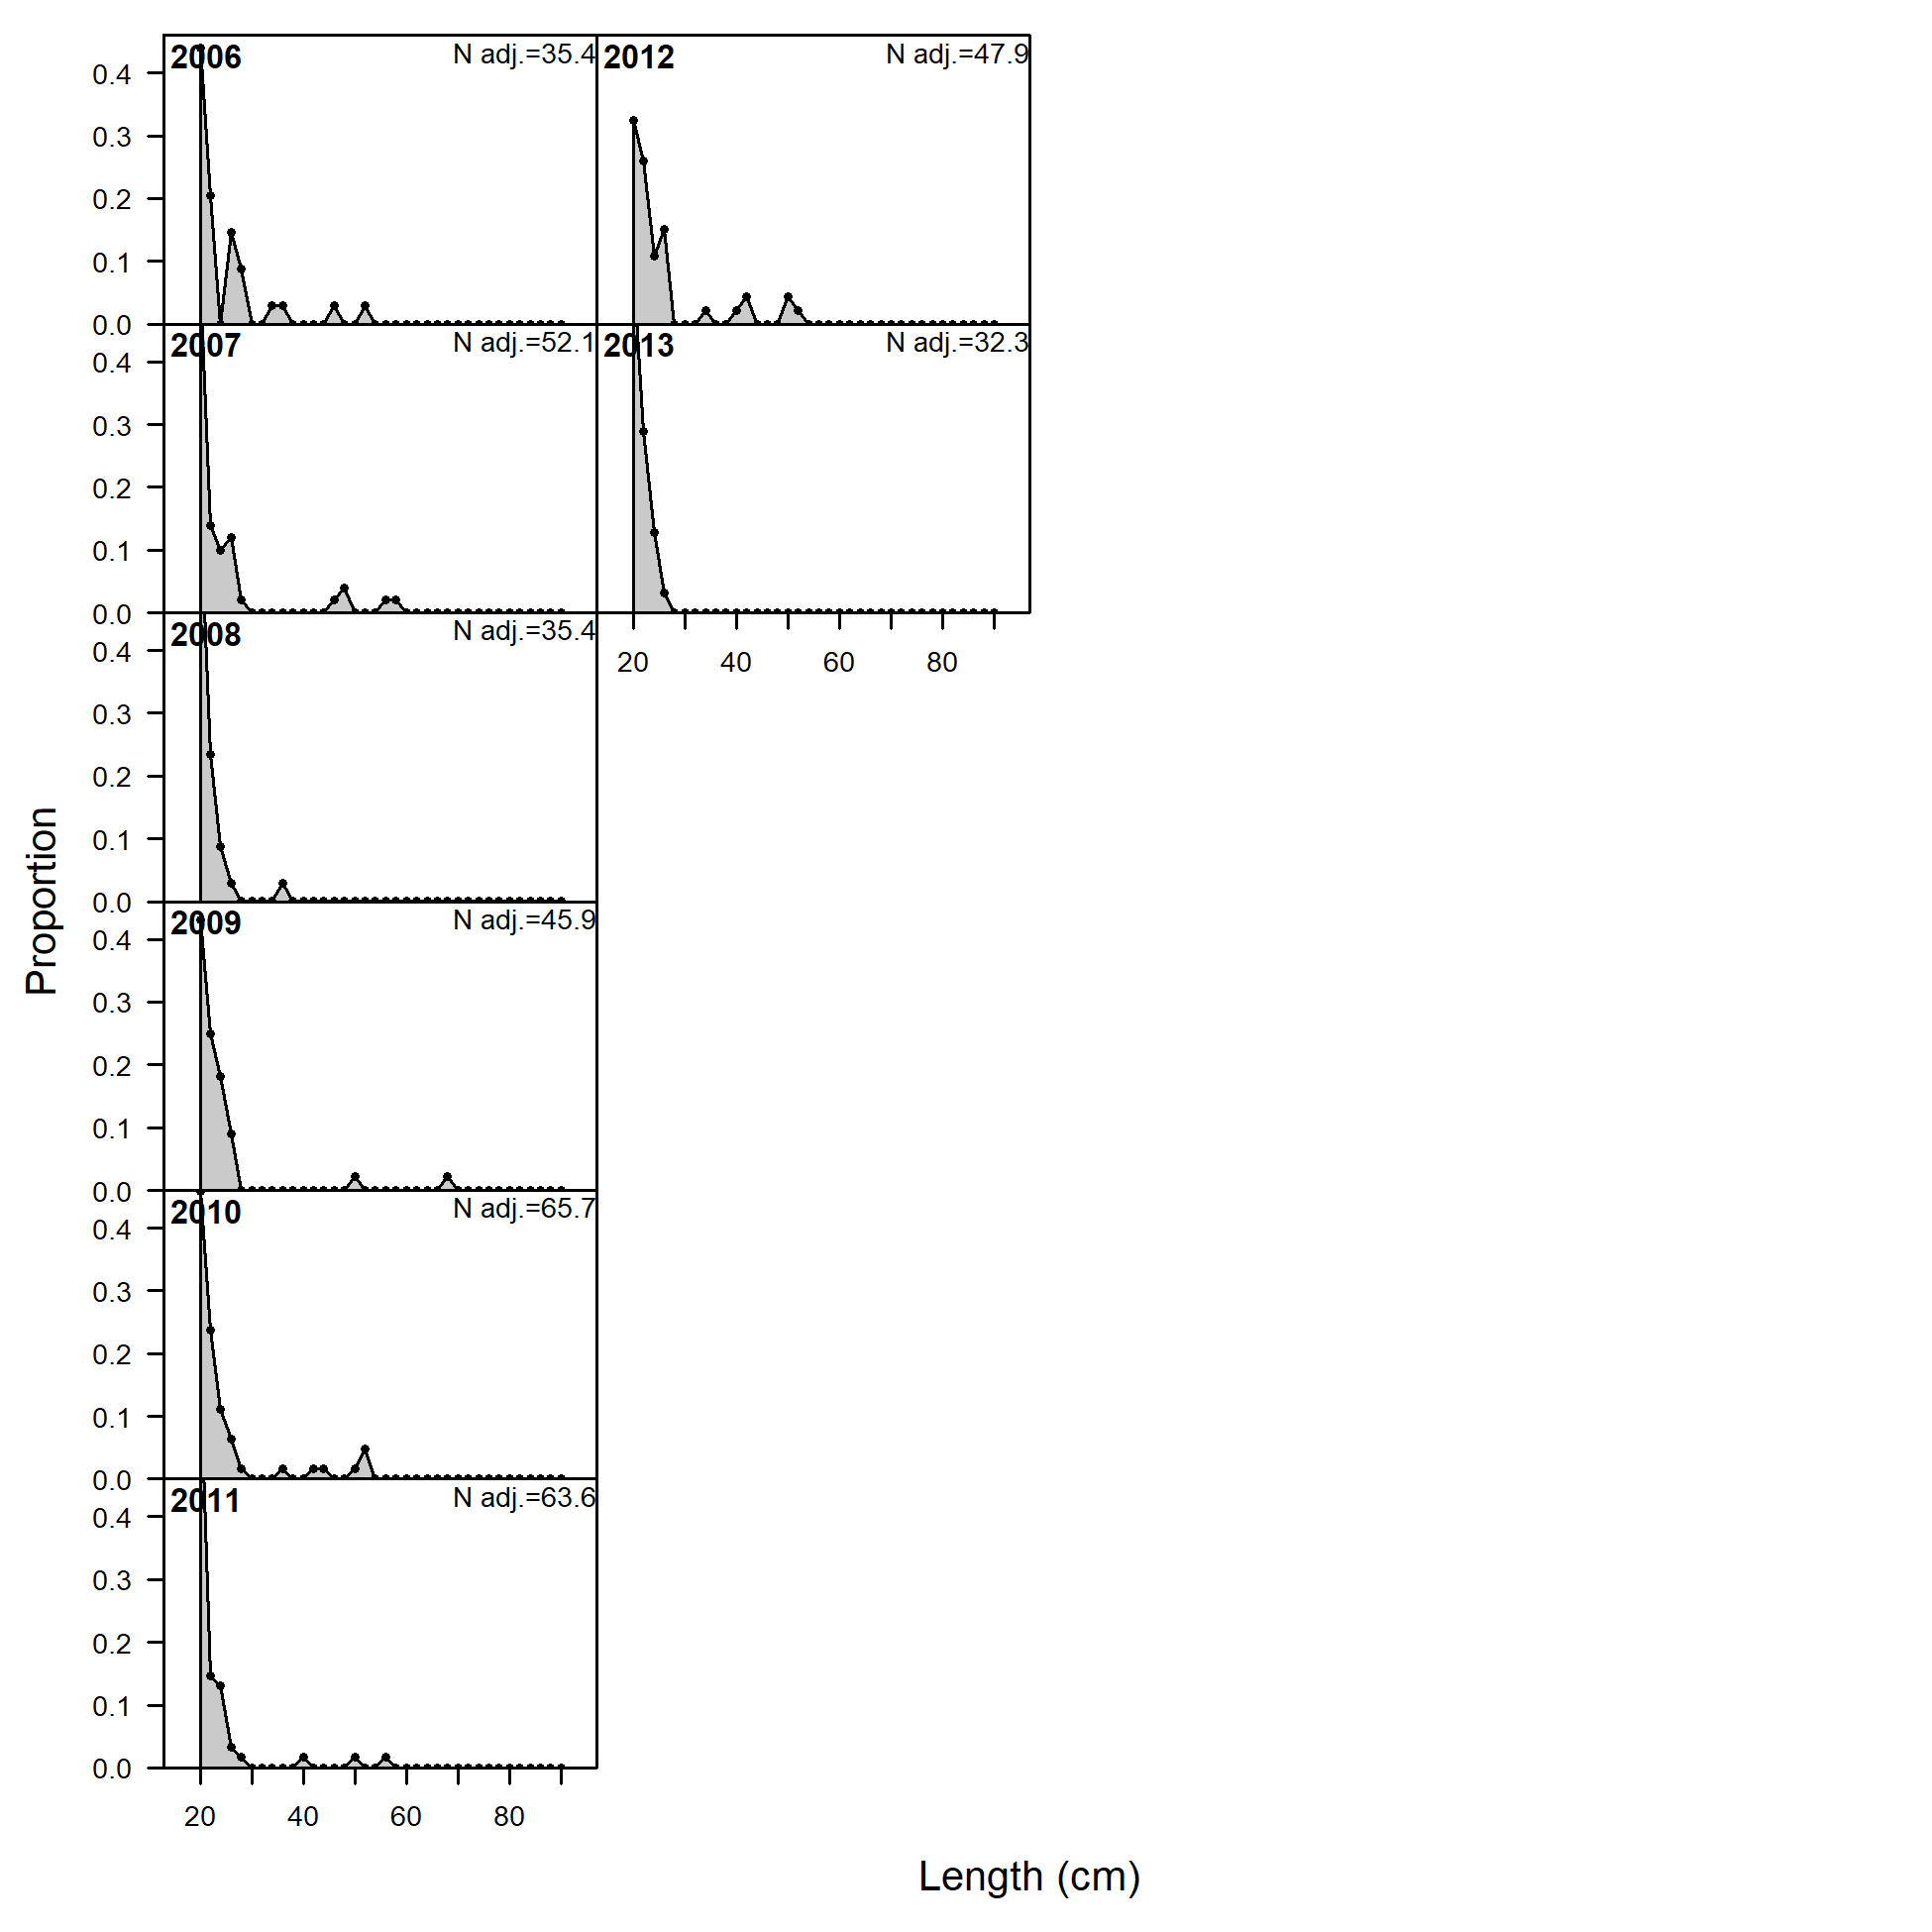 2006 N adj.=35.4
0.4
0.3
0.2
0.1
0.0
2007 N adj.=52.1
0.4
0.3
0.2
0.1
0.0
2008 N adj.=35.4
0.4
0.3
0.2
0.1
0.0
2009 N adj.=45.9
0.4
0.3
0.2
0.1
0.0
2010 N adj.=65.7
0.4
0.3
0.2
0.1
0.0
2011 N adj.=63.6
0.4
0.3
0.2
0.1
0.0
20 40 60 80
2012 N adj.=47.9
2013 N adj.=32.3
20 40 60 80
Proportion
Length (cm)